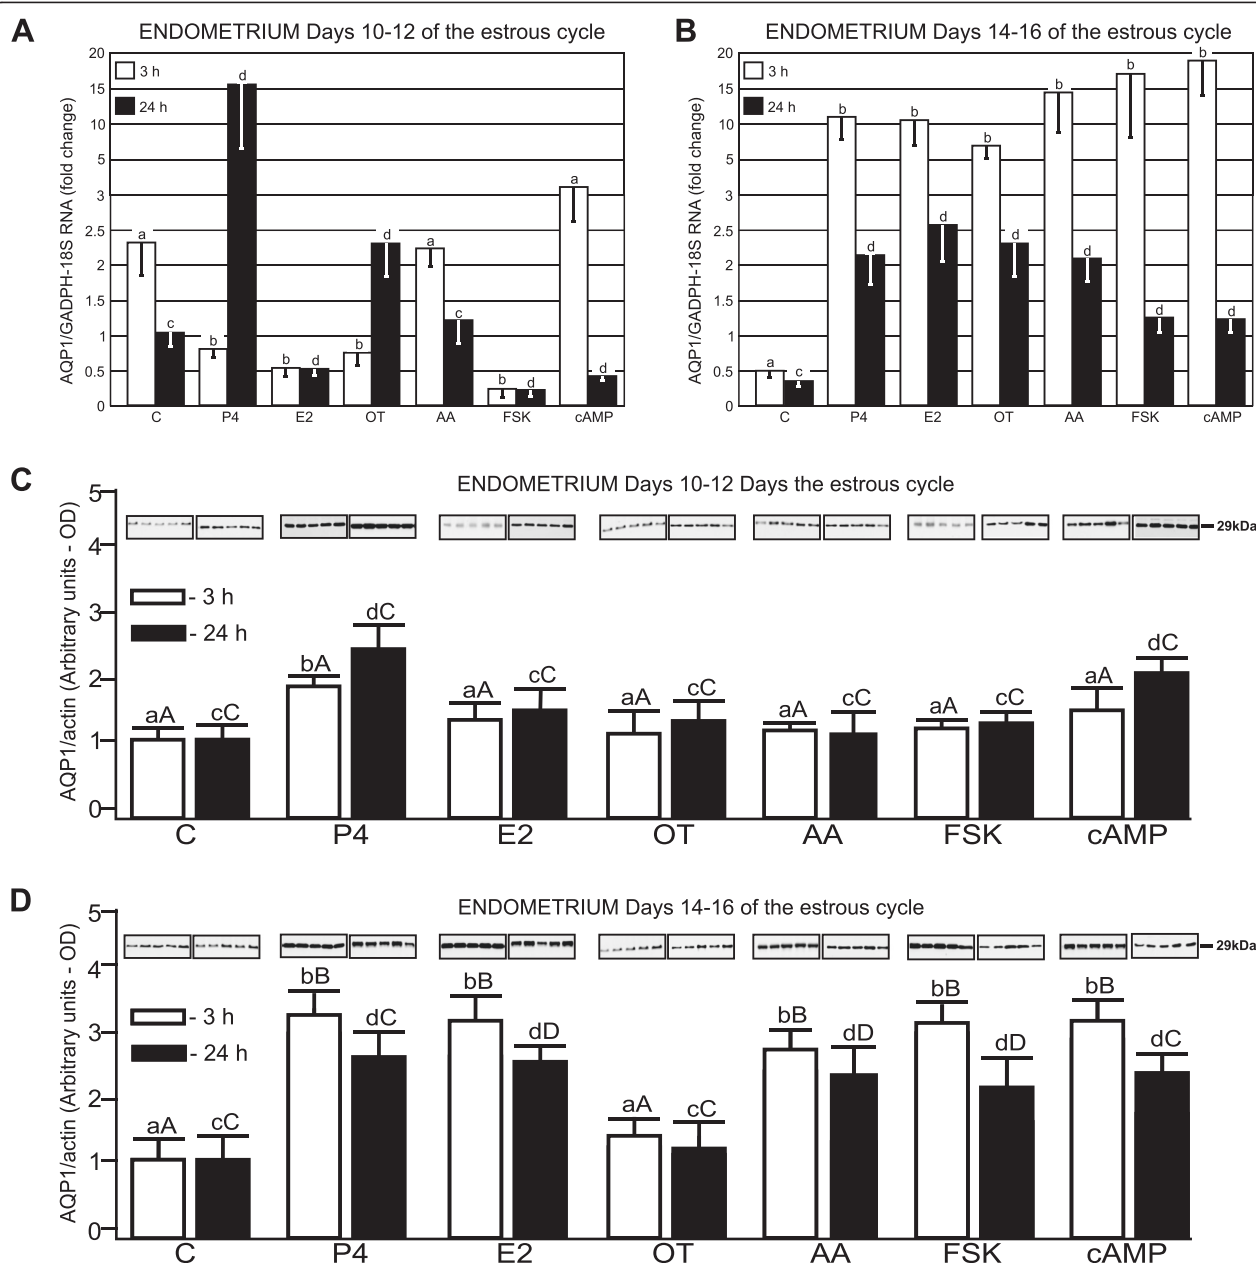 A
ENDOMETRIUM Days 10-12 of the estrous cycle
AQP1/GADPH-18S RNA (fold change)
20
15
10
5
3
2.5
2
1.5
1
0.5
0
3 h
24 h
a
c
b
d
b
d
b
d
a
c
b
d
a
d
C P4 E2 OT AA FSK cAMP
B
ENDOMETRIUM Days 14-16 of the estrous cycle
AQP1/GADPH-18S RNA (fold change)
20
15
10
5
3
2.5
2
1.5
1
0.5
0
3 h
24 h
a
c
b
d
b
d
b
d
b
d
b
d
b
d
C P4 E2 OT AA FSK cAMP
C
ENDOMETRIUM Days 10-12 Days the estrous cycle
AQP1/actin (Arbitrary units - OD)
5
4
3
2
1
0
29kDa
- 3 h
- 24 h
aA cC bA dC aA cC aA cC aA cC aA cC aA dC
C P4 E2 OT AA FSK cAMP
D
ENDOMETRIUM Days 14-16 of the estrous cycle
AQP1/actin (Arbitrary units - OD)
5
4
3
2
1
0
29kDa
- 3 h
- 24 h
aA cC bB dC bB dD aA cC bB dD bB dD bB dC
C P4 E2 OT AA FSK cAMP